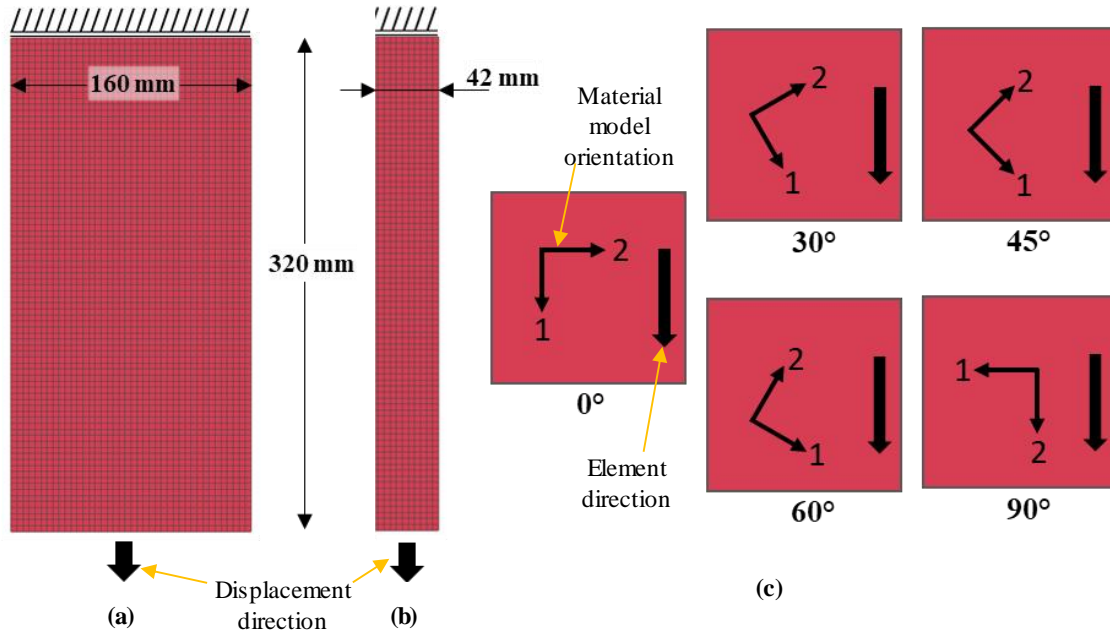 160 mm
42 mm
320 mm
Displacement
direction
(a)
(b)
Material
model
orientation
2
1
0°
Element
direction
2
1
30°
2
1
45°
2
1
60°
1
2
90°
(c)